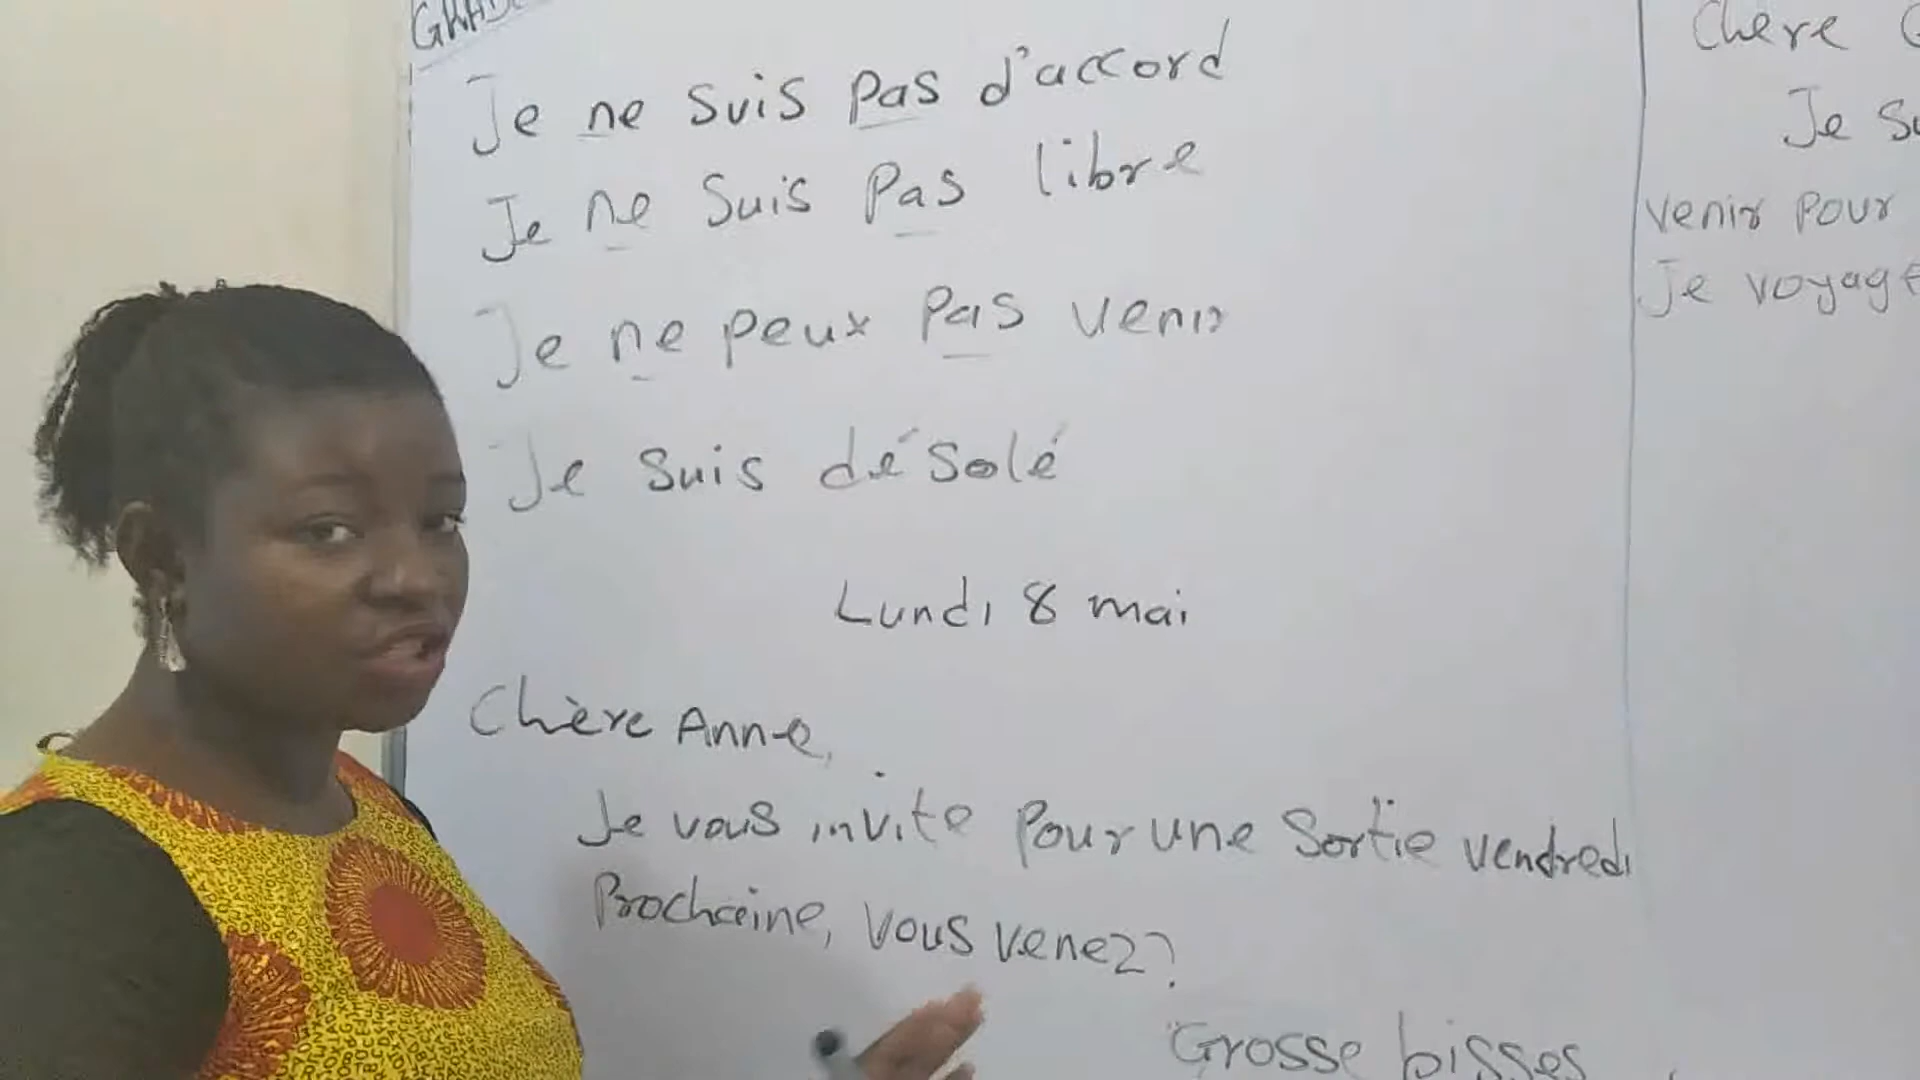 Je ne suis pas d'accord
Je ne suis pas libre
Je ne peux pas venir
Je suis désolé
Lundi 8 mai
Chère Anne,
Je vous invite pour une sortie vendredi
Prochaine, vous venez?
Grosse bisses
Chere
Je
venir pour
Je